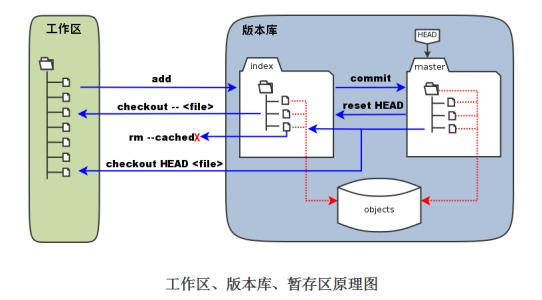 工作区
版本库
HEAD
index
master
add
commit
checkout -- <file>
reset HEAD
rm --cached
X
checkout HEAD <file>
objects
工作区、版本库、暂存区原理图